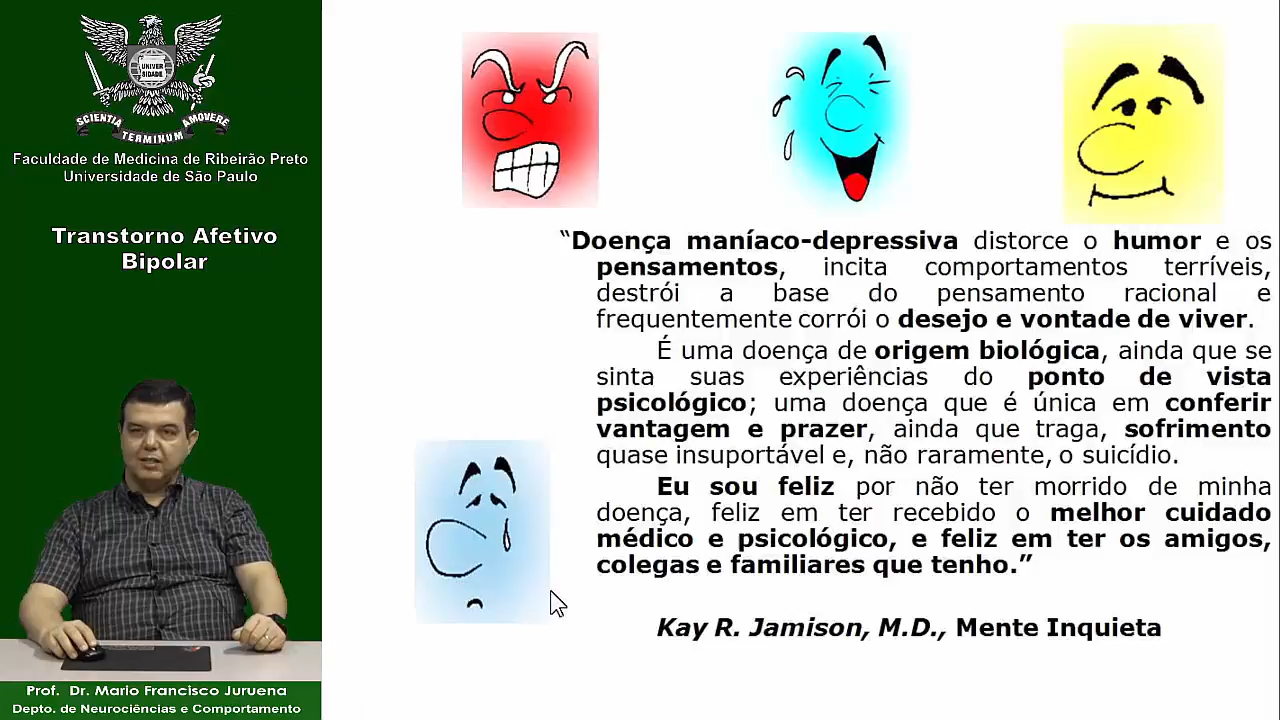 UNIVER
SIDADE
SCIENTIA
TERMINUM
AMOVERE
Faculdade de Medicina de Ribeirão Preto
Universidade de São Paulo
Transtorno Afetivo
Bipolar
“Doença maníaco-depressiva distorce o humor e os
pensamentos, incita comportamentos terríveis,
destrói a base do pensamento racional e
frequentemente corrói o desejo e vontade de viver.
É uma doença de origem biológica, ainda que se
sinta suas experiências do ponto de vista
psicológico; uma doença que é única em conferir
vantagem e prazer, ainda que traga, sofrimento
quase insuportável e, não raramente, o suicídio.
Eu sou feliz por não ter morrido de minha
doença, feliz em ter recebido o melhor cuidado
médico e psicológico, e feliz em ter os amigos,
colegas e familiares que tenho.”
Kay R. Jamison, M.D., Mente Inquieta
Prof. Dr. Mario Francisco Juruena
Depto. de Neurociências e Comportamento